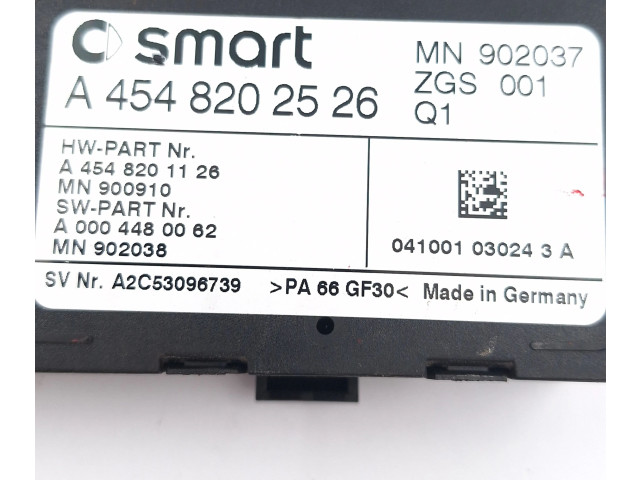 smart
A 454 820 25 26
MN 902037
ZGS 001
Q1
HW-PART Nr.
A 454 820 11 26
MN 900910
SW-PART Nr.
A 000 448 00 62
MN 902038
041001 03024 3 A
SV Nr. A2C53096739 >PA 66 GF30< Made in Germany